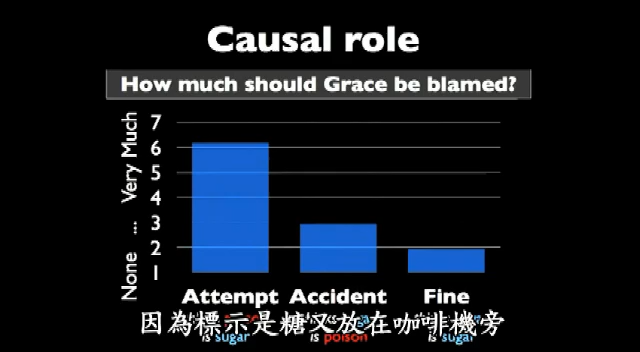 Causal role
How much should Grace be blamed?
None ... Very Much
7
6
5
4
3
2
1
Attempt Accident Fine
is sugar is poison is sugar
因為標示是糖又放在咖啡機旁